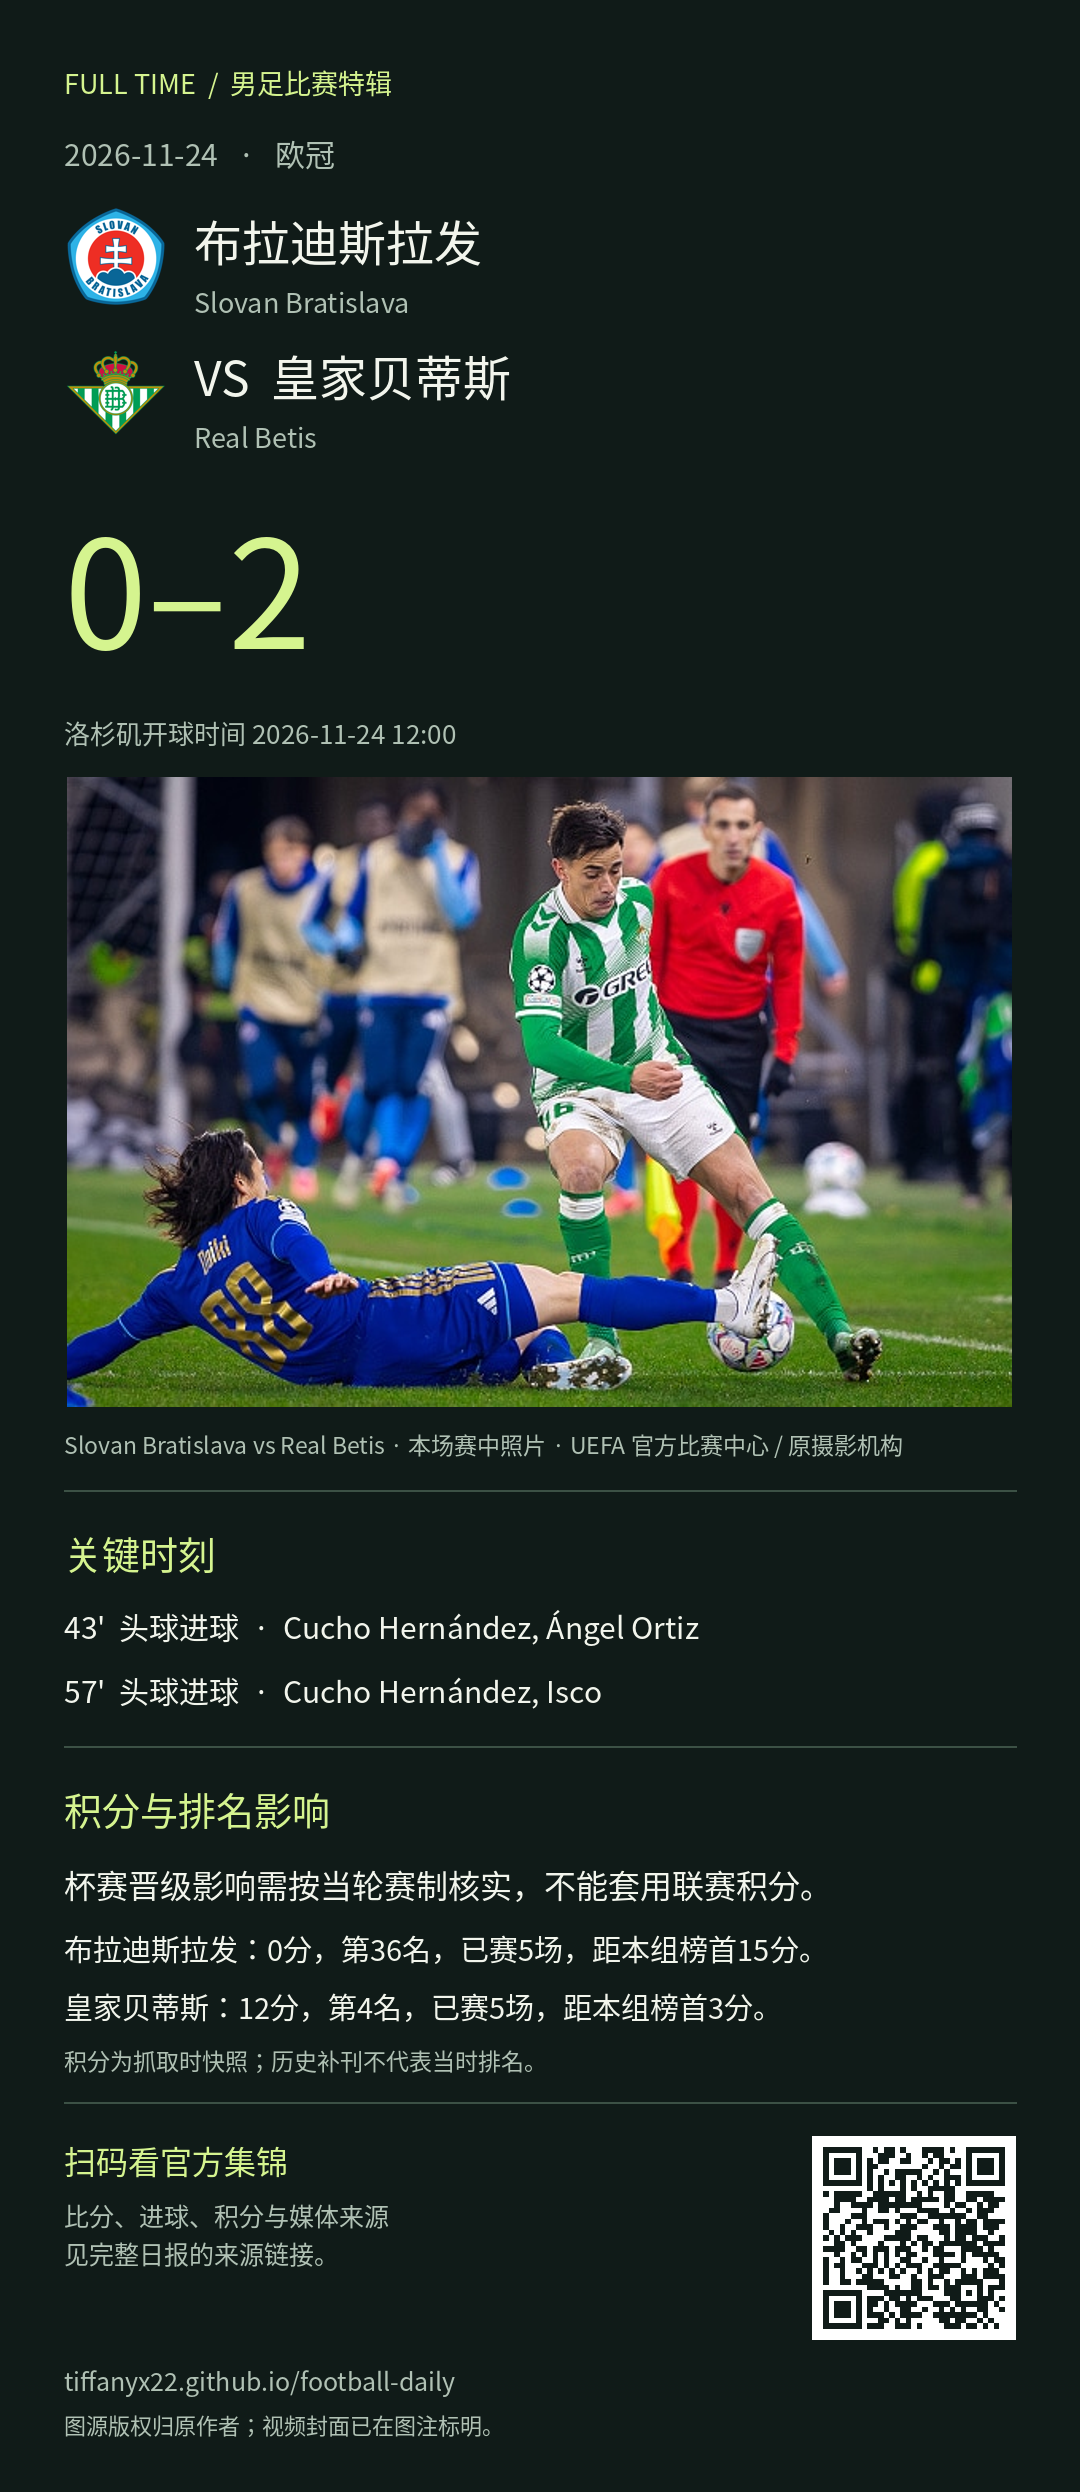 FULL TIME / 男足比赛特辑
2026-11-24 · 欧冠
SLOVAN
BRATISLAVA
布拉迪斯拉发
Slovan Bratislava
VS 皇家贝蒂斯
Real Betis
0–2
洛杉矶开球时间 2026-11-24 12:00
GREE
16
Daiki
88
Slovan Bratislava vs Real Betis · 本场赛中照片 · UEFA 官方比赛中心 / 原摄影机构
关键时刻
43' 头球进球 · Cucho Hernández, Ángel Ortiz
57' 头球进球 · Cucho Hernández, Isco
积分与排名影响
杯赛晋级影响需按当轮赛制核实，不能套用联赛积分。
布拉迪斯拉发：0分，第36名，已赛5场，距本组榜首15分。
皇家贝蒂斯：12分，第4名，已赛5场，距本组榜首3分。
积分为抓取时快照；历史补刊不代表当时排名。
扫码看官方集锦
比分、进球、积分与媒体来源
见完整日报的来源链接。
tiffanyx22.github.io/football-daily
图源版权归原作者；视频封面已在图注标明。